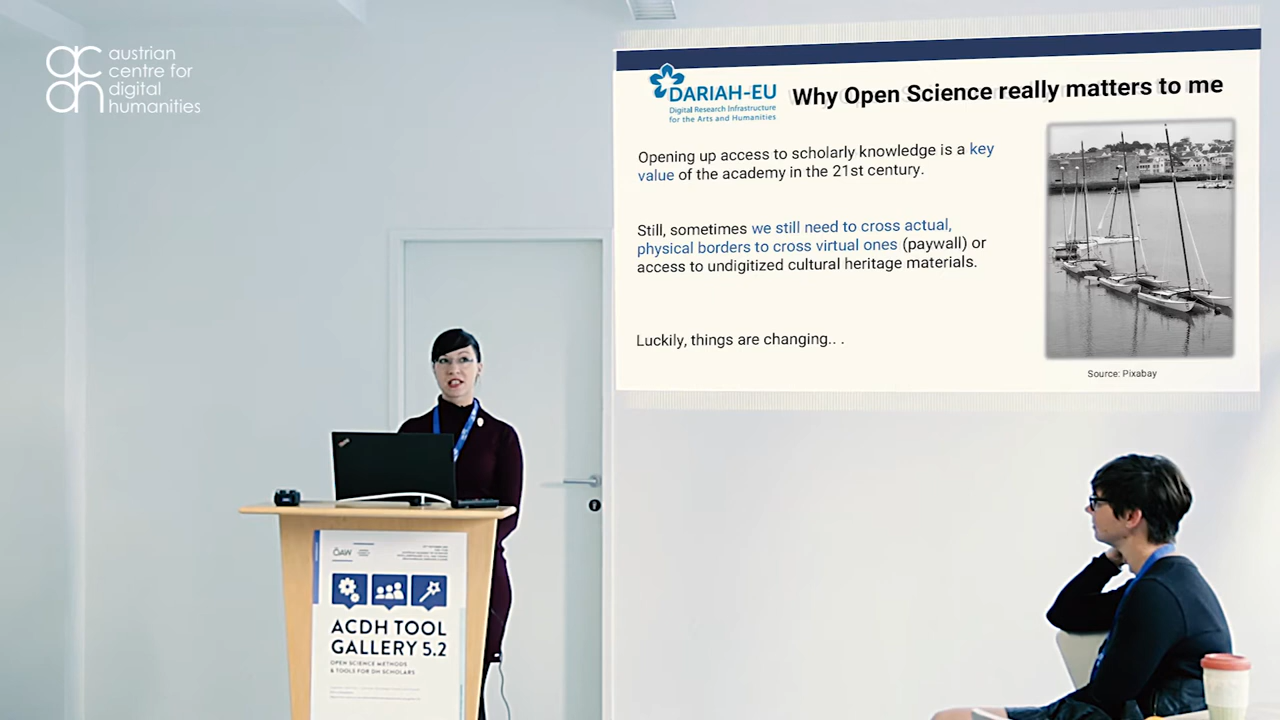 austrian
centre for
digital
humanities
DARIAH-EU
Digital Research Infrastructure
for the Arts and Humanities
Why Open Science really matters to me
Opening up access to scholarly knowledge is a key
value of the academy in the 21st century.
Still, sometimes we still need to cross actual,
physical borders to cross virtual ones (paywall) or
access to undigitized cultural heritage materials.
Luckily, things are changing.. .
Source: Pixabay
ThinkPad
ÖAW
ACDH TOOL
GALLERY 5.2
OPEN SCIENCE METHODS
& TOOLS FOR DH SCHOLARS